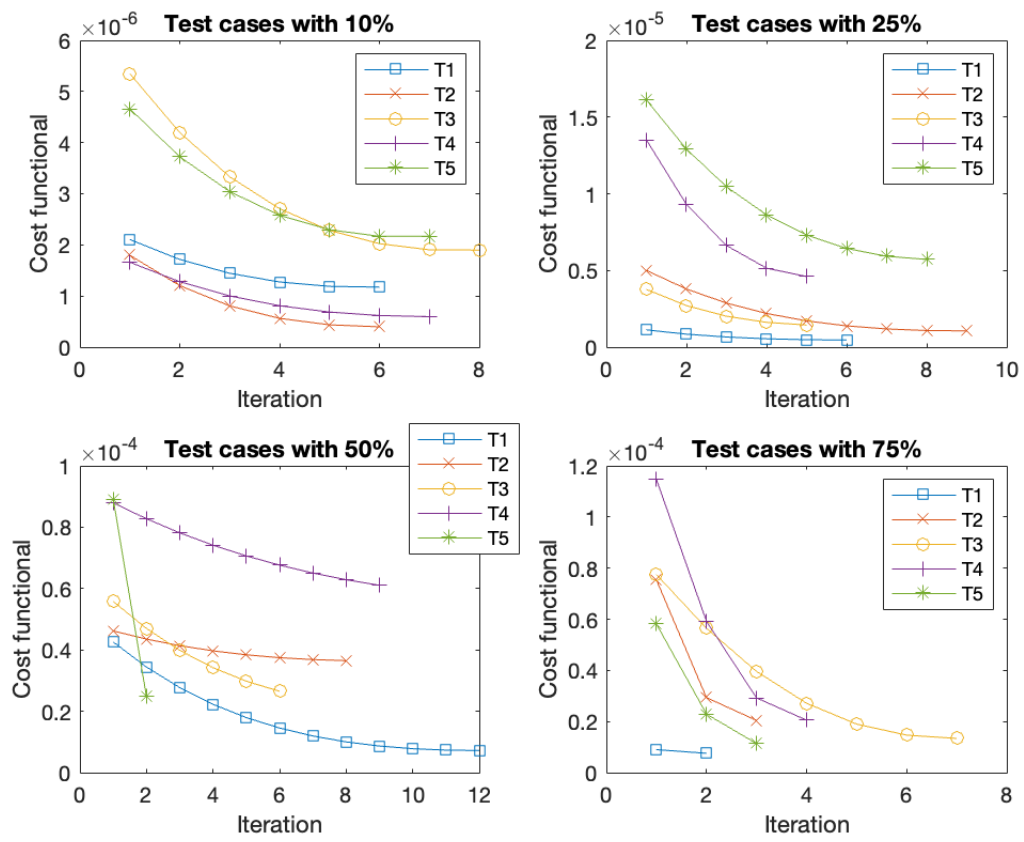 Test cases with 10%
×10-6
6
5
4
3
2
1
0
0
2
4
6
8
Cost functional
Iteration
T1
T2
T3
T4
T5
Test cases with 25%
×10-5
2
1.5
1
0.5
0
0
2
4
6
8
10
Cost functional
Iteration
T1
T2
T3
T4
T5
Test cases with 50%
×10-4
1
0.8
0.6
0.4
0.2
0
0
2
4
6
8
10
12
Cost functional
Iteration
T1
T2
T3
T4
T5
Test cases with 75%
×10-4
1.2
1
0.8
0.6
0.4
0.2
0
0
2
4
6
8
Cost functional
Iteration
T1
T2
T3
T4
T5